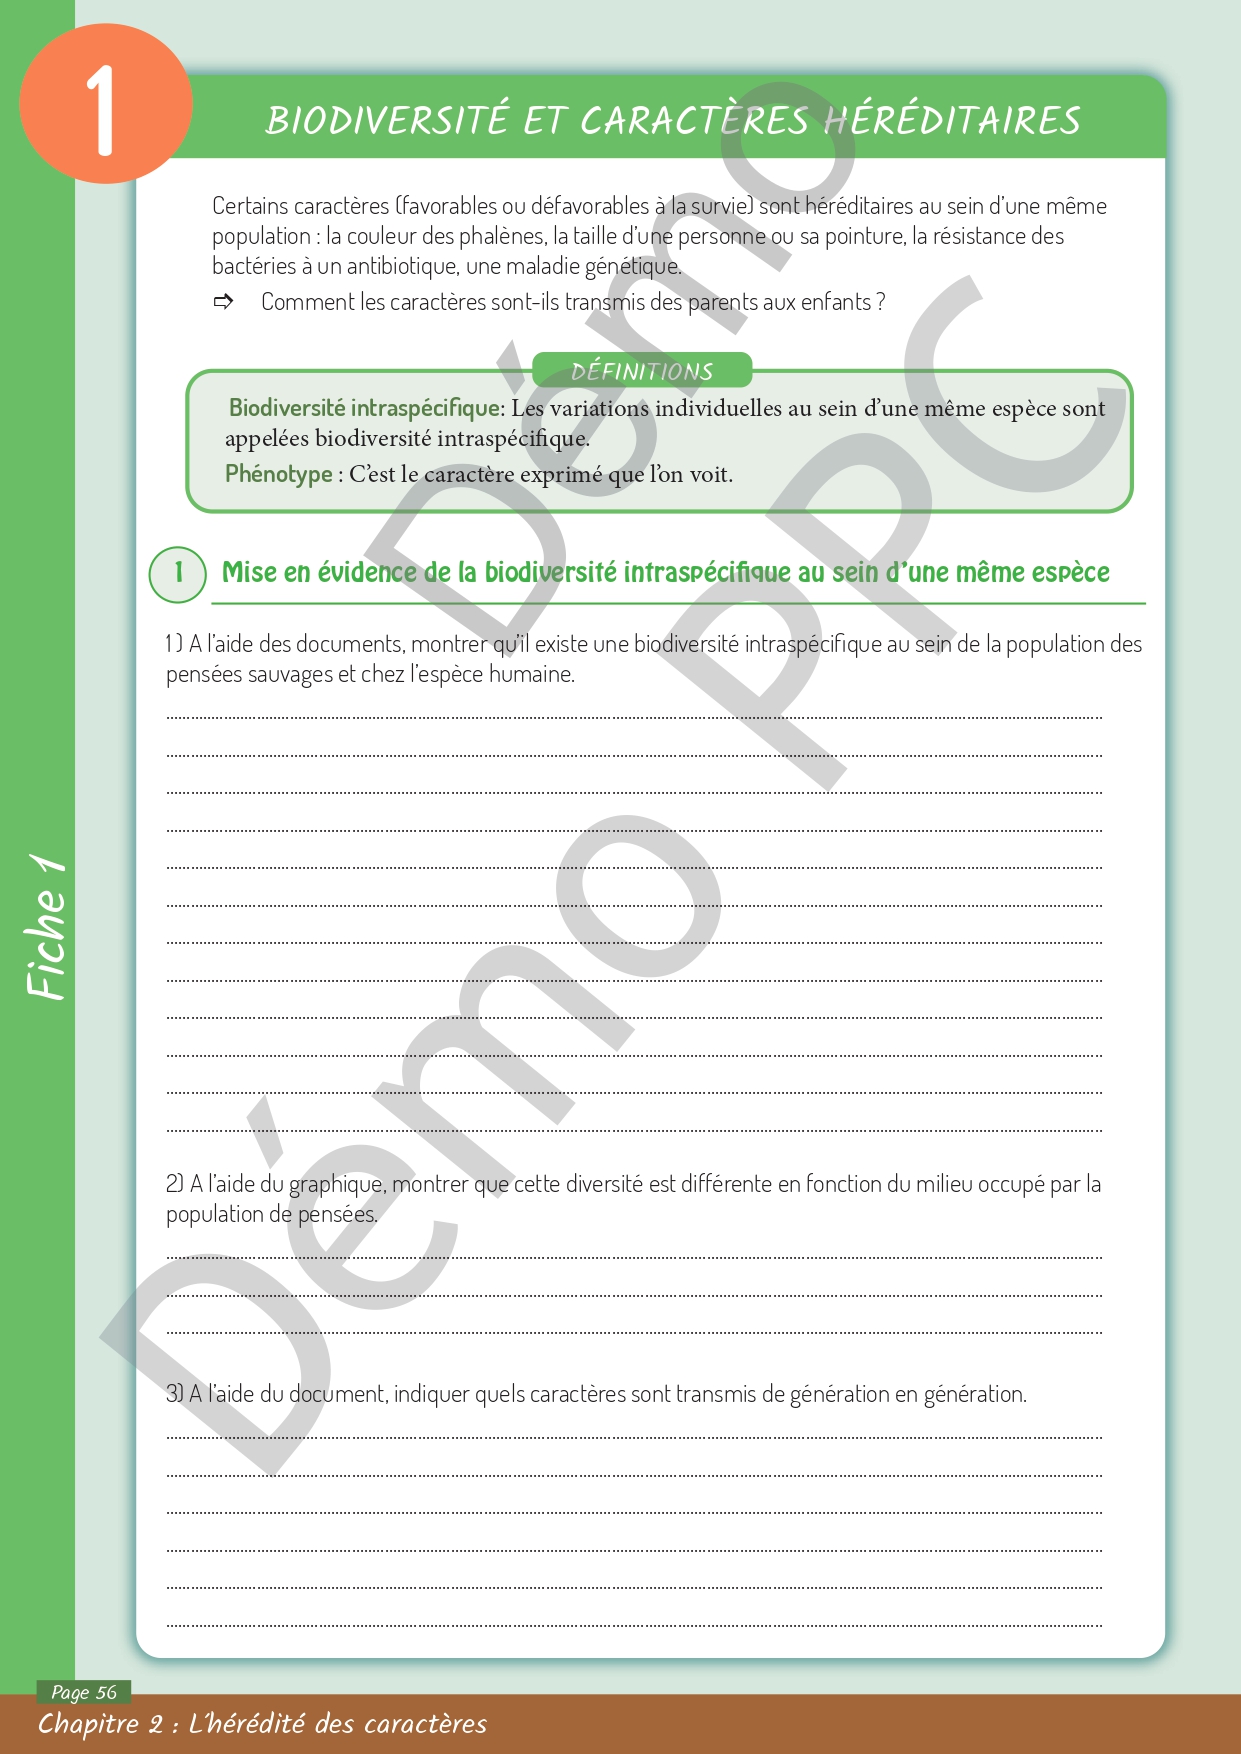 1
BIODIVERSITÉ ET CARACTÈRES HÉRÉDITAIRES
Certains caractères (favorables ou défavorables à la survie) sont héréditaires au sein d'une même
population : la couleur des phalènes, la taille d'une personne ou sa pointure, la résistance des
bactéries à un antibiotique, une maladie génétique.
➩ Comment les caractères sont-ils transmis des parents aux enfants ?
DÉFINITIONS
Biodiversité intraspécifique: Les variations individuelles au sein d'une même espèce sont
appelées biodiversité intraspécifique.
Phénotype : C'est le caractère exprimé que l'on voit.
1 Mise en évidence de la biodiversité intraspécifique au sein d'une même espèce
1 ) A l'aide des documents, montrer qu'il existe une biodiversité intraspécifique au sein de la population des
pensées sauvages et chez l'espèce humaine.
2) A l'aide du graphique, montrer que cette diversité est différente en fonction du milieu occupé par la
population de pensées.
3) A l'aide du document, indiquer quels caractères sont transmis de génération en génération.
Fiche 1
Page 56
Chapitre 2 : L'hérédité des caractères
Démo
Démo PPC